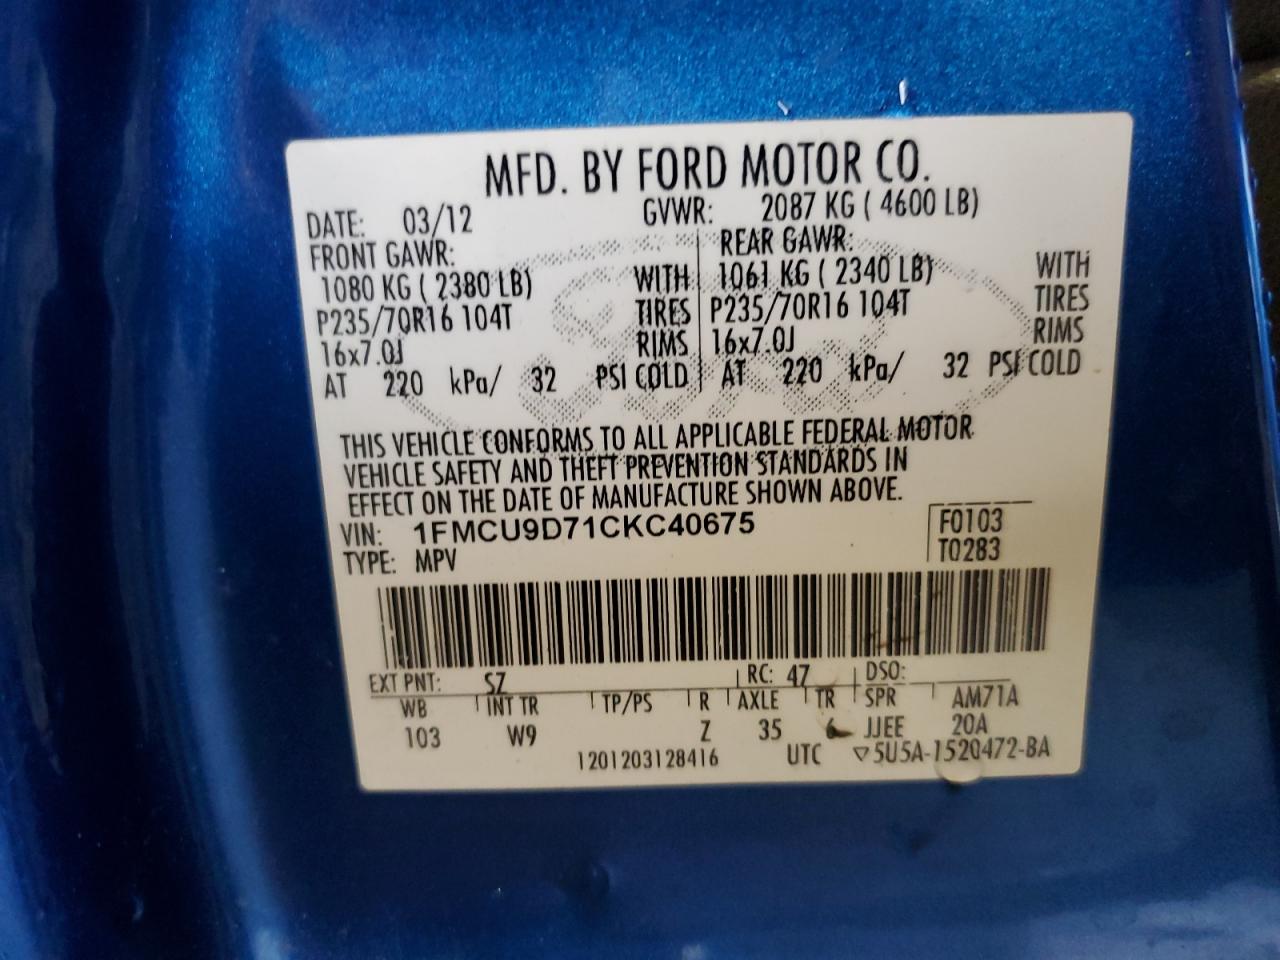 MFD. BY FORD MOTOR CO.
DATE: 03/12 GVWR: 2087 KG ( 4600 LB)
FRONT GAWR: REAR GAWR:
1080 KG ( 2380 LB) WITH 1061 KG ( 2340 LB) WITH
P235/70R16 104T TIRES P235/70R16 104T TIRES
16x7.0J RIMS 16x7.0J RIMS
AT 220 kPa/ 32 PSI COLD AT 220 kPa/ 32 PSI COLD
THIS VEHICLE CONFORMS TO ALL APPLICABLE FEDERAL MOTOR
VEHICLE SAFETY AND THEFT PREVENTION STANDARDS IN
EFFECT ON THE DATE OF MANUFACTURE SHOWN ABOVE.
VIN: 1FMCU9D71CKC40675 F0103
TYPE: MPV T0283
EXT PNT: SZ RC: 47 DSO:
WB INT TR TP/PS R AXLE TR SPR AM71A
103 W9 Z 35 6 JJEE 20A
1201203128416 UTC ▽5U5A-1520472-BA